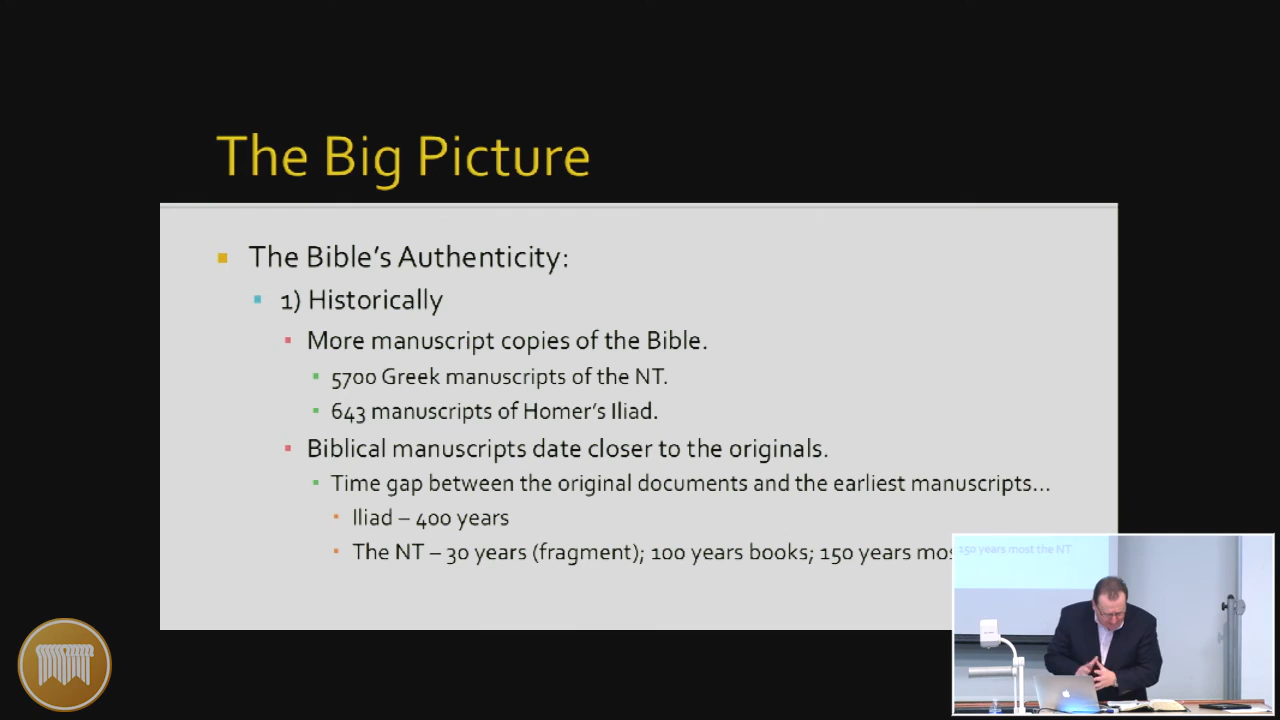 The Big Picture
The Bible's Authenticity:
1) Historically
More manuscript copies of the Bible.
5700 Greek manuscripts of the NT.
643 manuscripts of Homer's Iliad.
Biblical manuscripts date closer to the originals.
Time gap between the original documents and the earliest manuscripts...
Iliad – 400 years
The NT – 30 years (fragment); 100 years books; 150 years mos
150 years most the NT